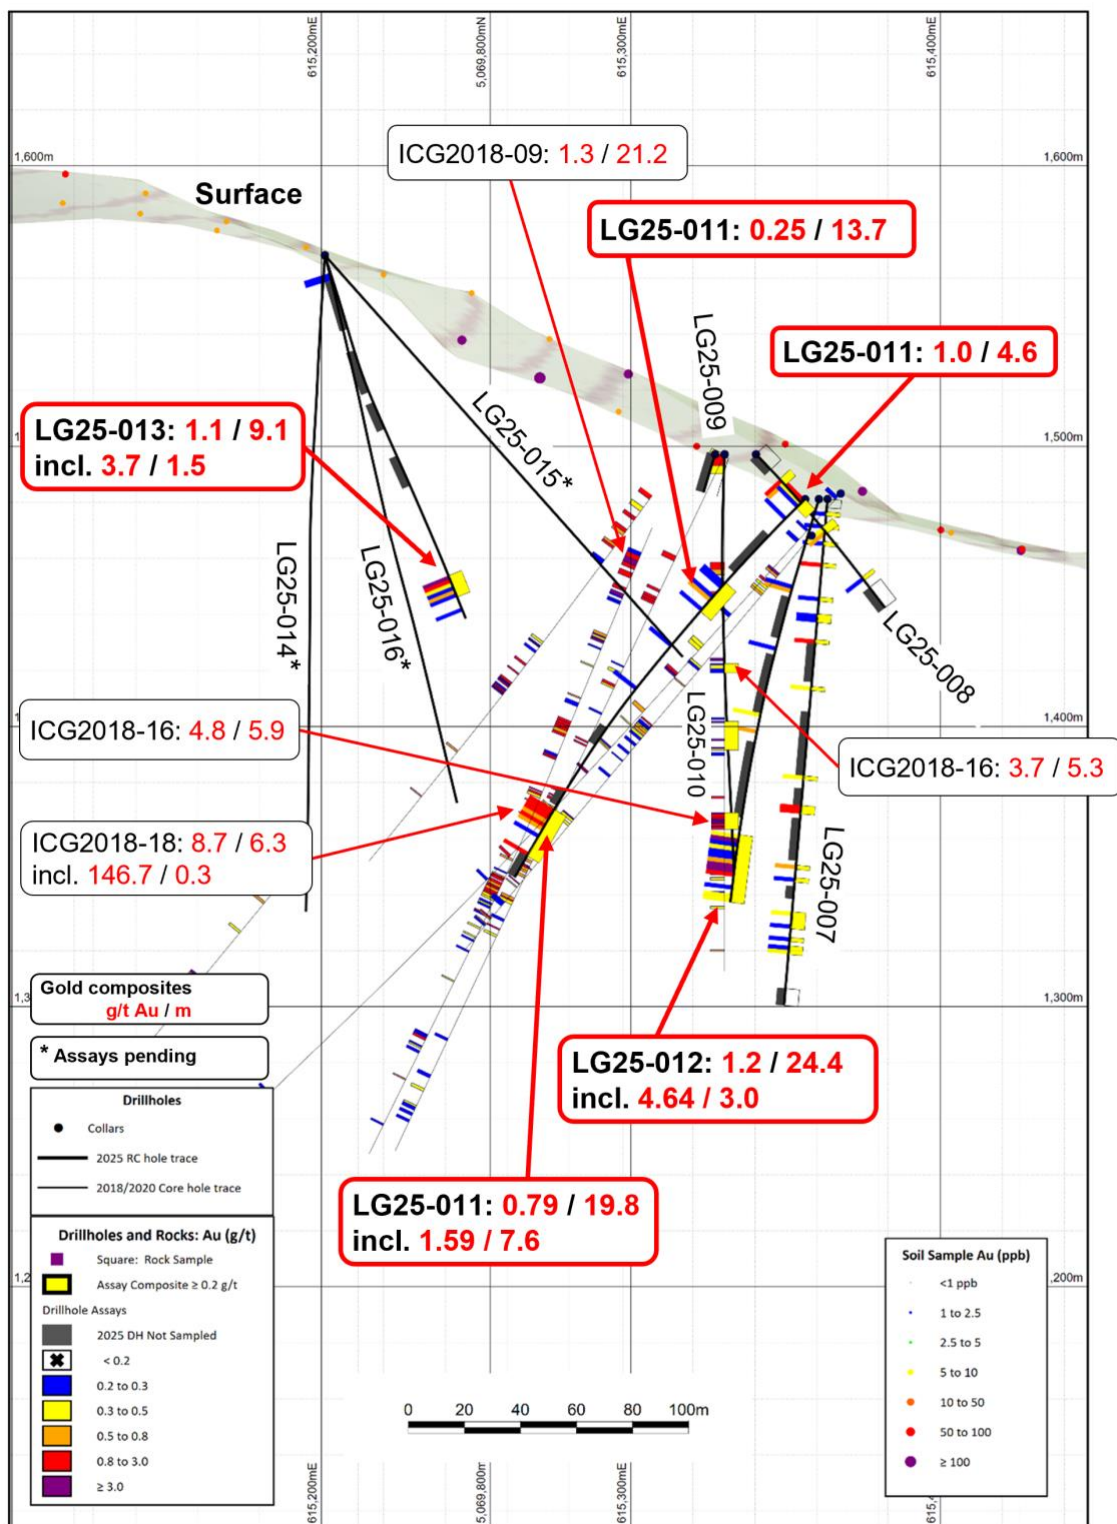 615,200mE
5,069,800mN
615,300mE
615,400mE
1,600m
1,600m
ICG2018-09: 1.3 / 21.2
Surface
LG25-011: 0.25 / 13.7
LG25-009
LG25-011: 1.0 / 4.6
LG25-013: 1.1 / 9.1
incl. 3.7 / 1.5
LG25-015*
1,500m
LG25-014*
LG25-016*
LG25-008
LG25-010
ICG2018-16: 4.8 / 5.9
1,400m
ICG2018-16: 3.7 / 5.3
ICG2018-18: 8.7 / 6.3
incl. 146.7 / 0.3
LG25-007
Gold composites
g/t Au / m
1,3
1,300m
* Assays pending
LG25-012: 1.2 / 24.4
incl. 4.64 / 3.0
Drillholes
Collars
2025 RC hole trace
2018/2020 Core hole trace
LG25-011: 0.79 / 19.8
incl. 1.59 / 7.6
Drillholes and Rocks: Au (g/t)
Square: Rock Sample
Assay Composite ≥ 0.2 g/t
Drillhole Assays
2025 DH Not Sampled
< 0.2
0.2 to 0.3
0.3 to 0.5
0.5 to 0.8
0.8 to 3.0
≥ 3.0
1,2
,200m
Soil Sample Au (ppb)
<1 ppb
1 to 2.5
2.5 to 5
5 to 10
10 to 50
50 to 100
≥ 100
0 20 40 60 80 100m
615,200mE
5,069,800m
615,300mE